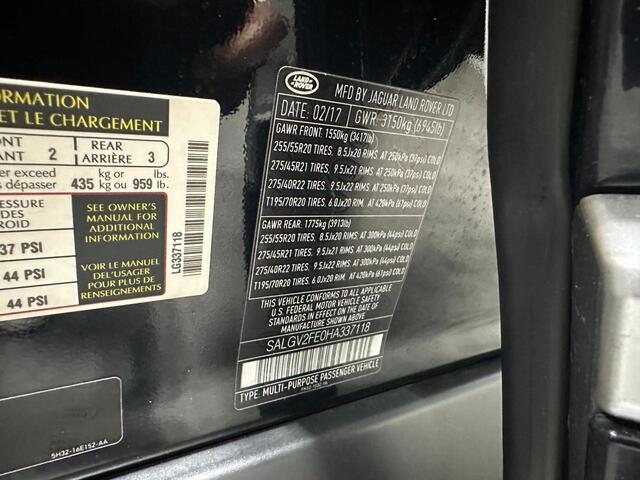 ORMATION
ET LE CHARGEMENT
ONT
ANT 2
REAR
ARRIÈRE 3
er exceed
s dépasser 435 kg or kg ou 959 lb. lb.
RESSURE
DES
ROID
37 PSI
44 PSI
44 PSI
SEE OWNER'S
MANUAL FOR
ADDITIONAL
INFORMATION
VOIR LE MANUEL
DEL'USAGER
POUR PLUS DE
RENSEIGNEMENTS
LG337118
5H32-16E152-AA
LAND-
ROVER
MFD BY JAGUAR LAND ROVER LTD
DATE: 02/17 GWR: 3150kg (6945lb)
GAWR FRONT: 1550kg (3417lb)
255/55R20 TIRES. 8.5Jx20 RIMS. AT 250kPa (37psi) COLD
275/45R21 TIRES. 9.5Jx21 RIMS. AT 250kPa (37psi) COLD
275/40R22 TIRES. 9.5Jx22 RIMS. AT 250kPa (37psi) COLD
T195/70R20 TIRES. 6.0Jx20 RIMS. AT 420kPa (61psi) COLD
GAWR REAR: 1775kg (3913lb)
255/55R20 TIRES. 8.5Jx20 RIMS. AT 300kPa (44psi) COLD
275/45R21 TIRES. 9.5Jx21 RIMS. AT 300kPa (44psi) COLD
275/40R22 TIRES. 9.5Jx22 RIMS. AT 300kPa (44psi) COLD
T195/70R20 TIRES. 6.0Jx20 RIMS. AT 420kPa (61psi) COLD
THIS VEHICLE CONFORMS TO ALL APPLICABLE
U.S. FEDERAL MOTOR VEHICLE SAFETY
STANDARDS IN EFFECT ON THE DATE OF
MANUFACTURE SHOWN ABOVE.
SALGV2FE0HA337118
TYPE: MULTI-PURPOSE PASSENGER VEHICLE